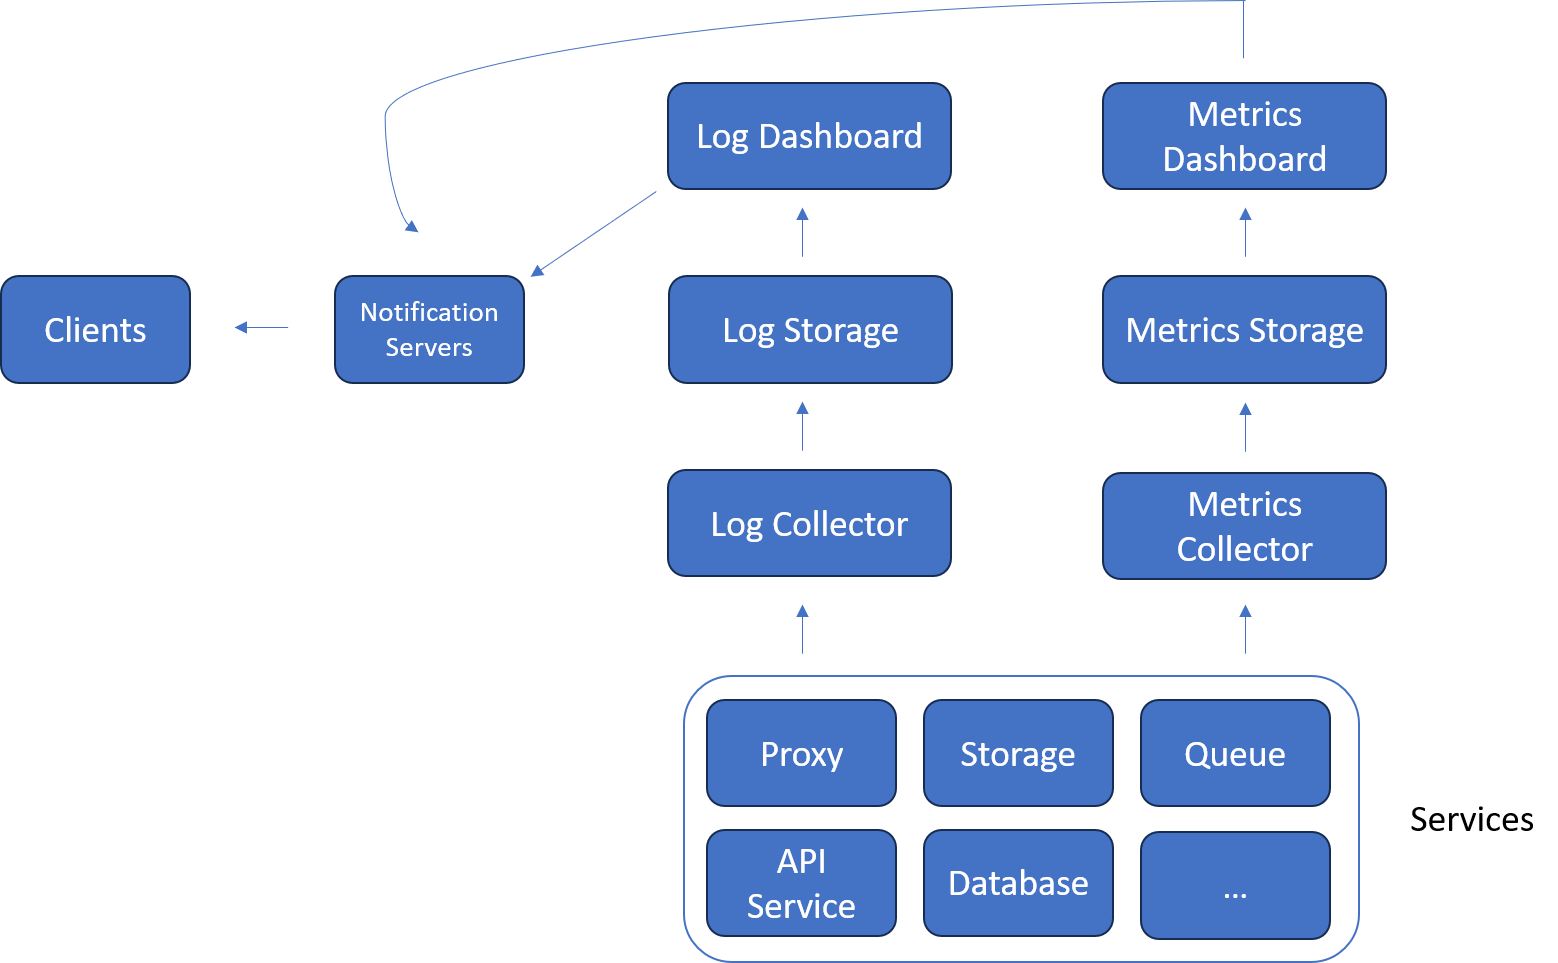 Log Dashboard
Metrics
Dashboard
Clients
Notification
Servers
Log Storage
Metrics Storage
Log Collector
Metrics
Collector
Proxy
Storage
Queue
Services
API
Service
Database
...